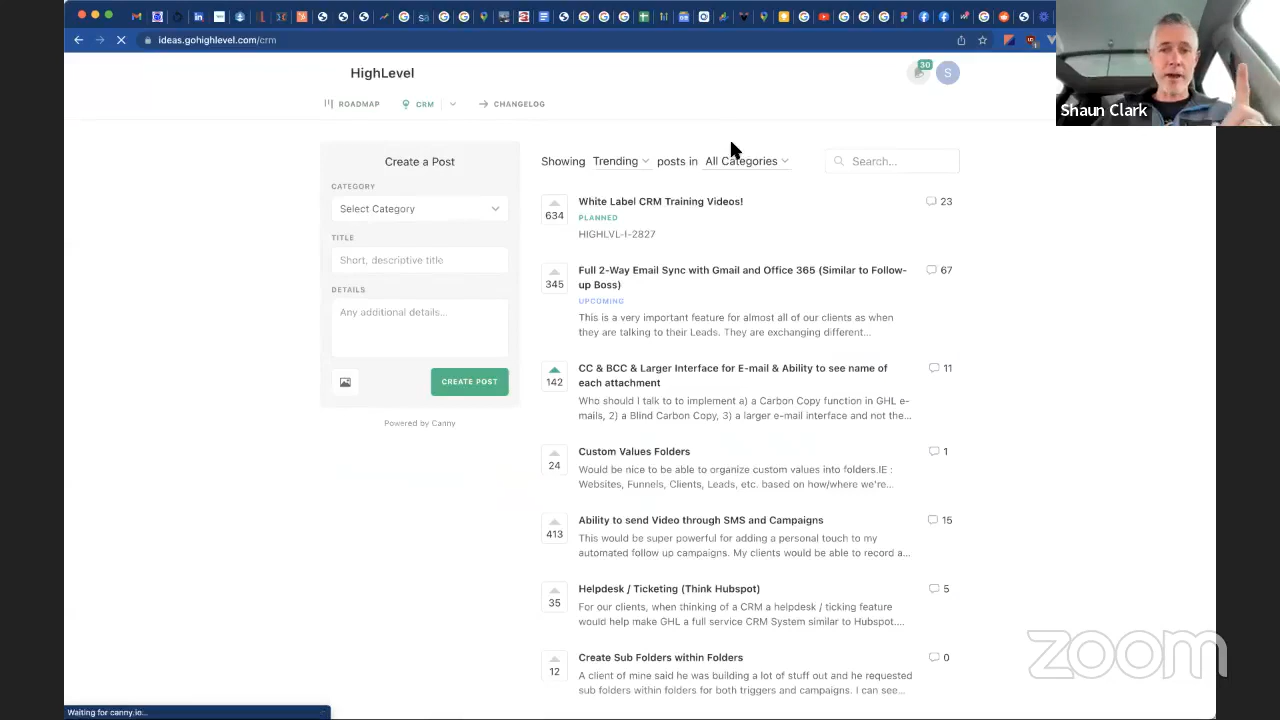 ideas.gohighlevel.com/crm
HighLevel
30
S
ROADMAP
CRM
CHANGELOG
Shaun Clark
Create a Post
CATEGORY
Select Category
TITLE
Short, descriptive title
DETAILS
Any additional details...
CREATE POST
Powered by Canny
Showing Trending posts in All Categories
Search...
634
White Label CRM Training Videos!
23
PLANNED
HIGHLVL-I-2827
345
Full 2-Way Email Sync with Gmail and Office 365 (Similar to Follow-
up Boss)
67
UPCOMING
This is a very important feature for almost all of our clients as when
they are talking to their Leads. They are exchanging different...
142
CC & BCC & Larger Interface for E-mail & Ability to see name of
each attachment
11
Who should I talk to to implement a) a Carbon Copy function in GHL e-
mails, 2) a Blind Carbon Copy, 3) a larger e-mail interface and not the...
24
Custom Values Folders
1
Would be nice to be able to organize custom values into folders.IE :
Websites, Funnels, Clients, Leads, etc. based on how/where we're...
413
Ability to send Video through SMS and Campaigns
15
This would be super powerful for adding a personal touch to my
automated follow up campaigns. My clients would be able to record a...
35
Helpdesk / Ticketing (Think Hubspot)
5
For our clients, when thinking of a CRM a helpdesk / ticking feature
would help make GHL a full service CRM System similar to Hubspot....
12
Create Sub Folders within Folders
0
A client of mine said he was building a lot of stuff out and he requested
sub folders within folders for both triggers and campaigns. I can see...
zoom
Waiting for canny.io...